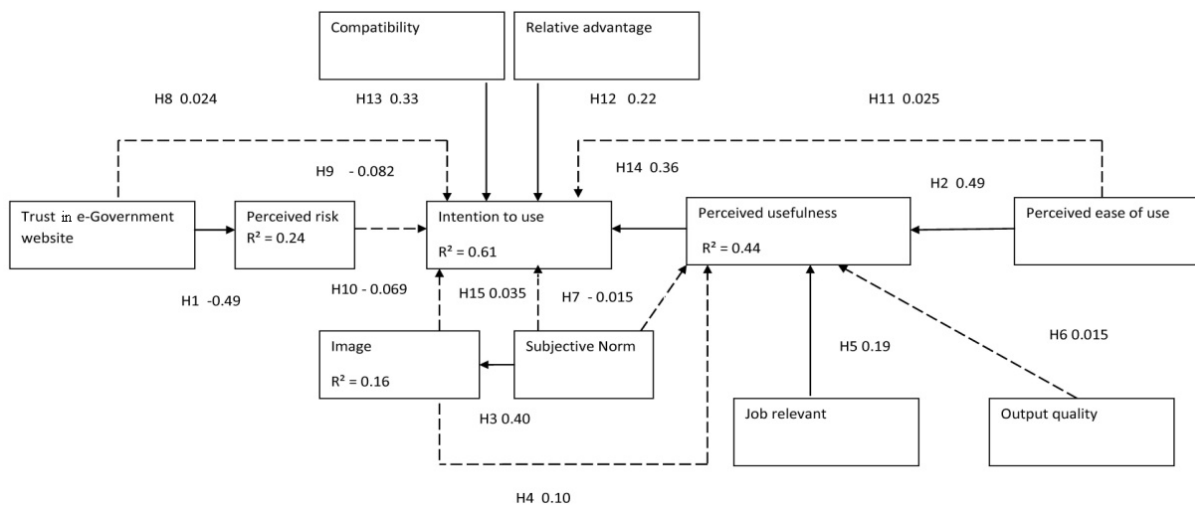 Compatibility
Relative advantage
H8 0.024
H13 0.33
H12 0.22
H11 0.025
H9 - 0.082
H14 0.36
H2 0.49
Trust in e-Government
website
Perceived risk
R² = 0.24
Intention to use
R² = 0.61
Perceived usefulness
R² = 0.44
Perceived ease of use
H1 -0.49
H10 - 0.069
H15 0.035
H7 - 0.015
Image
R² = 0.16
Subjective Norm
H5 0.19
H6 0.015
H3 0.40
Job relevant
Output quality
H4 0.10